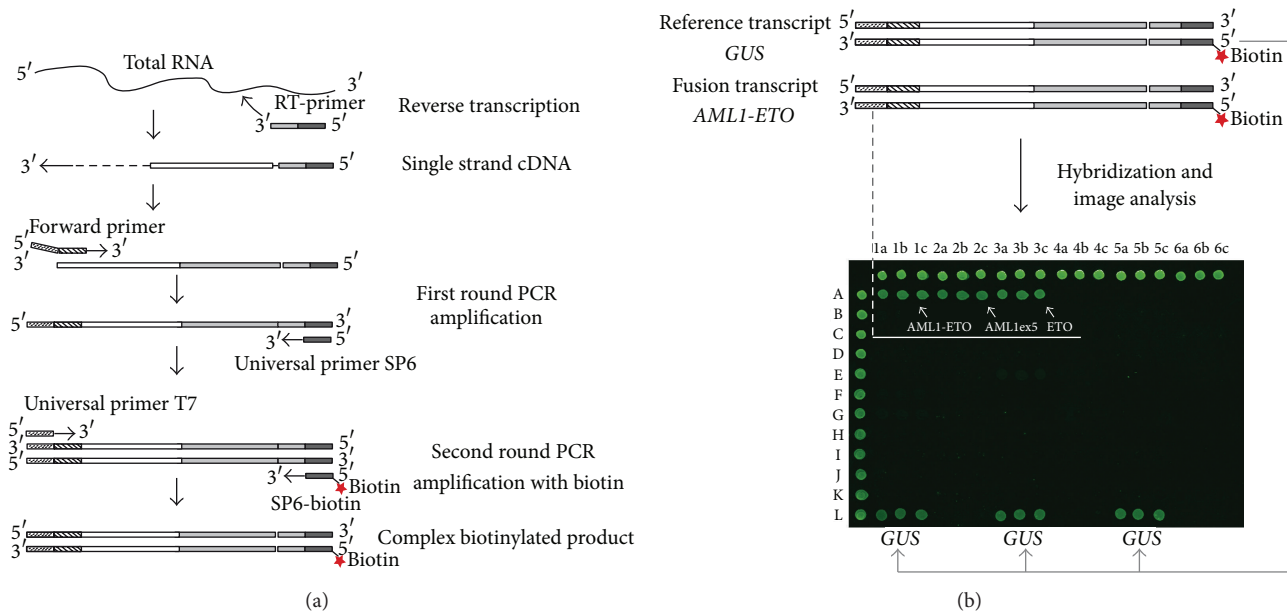 5′
Total RNA
3′
RT-primer
3′
5′
Reverse transcription
3′
5′
Single strand cDNA
Forward primer
5′
3′
3′
5′
First round PCR
amplification
5′
3′
3′
5′
Universal primer SP6
Universal primer T7
5′
3′
3′
5′
5′
3′
3′
5′
Biotin
SP6-biotin
Second round PCR
amplification with biotin
5′
3′
3′
5′
Biotin
Complex biotinylated product
(a)
Reference transcript
GUS
5′
3′
3′
5′
Biotin
Fusion transcript
AML1-ETO
5′
3′
3′
5′
Biotin
Hybridization and
image analysis
1a 1b 1c 2a 2b 2c 3a 3b 3c 4a 4b 4c 5a 5b 5c 6a 6b 6c
A
B
C
D
E
F
G
H
I
J
K
L
AML1-ETO
AML1ex5
ETO
GUS
GUS
GUS
(b)